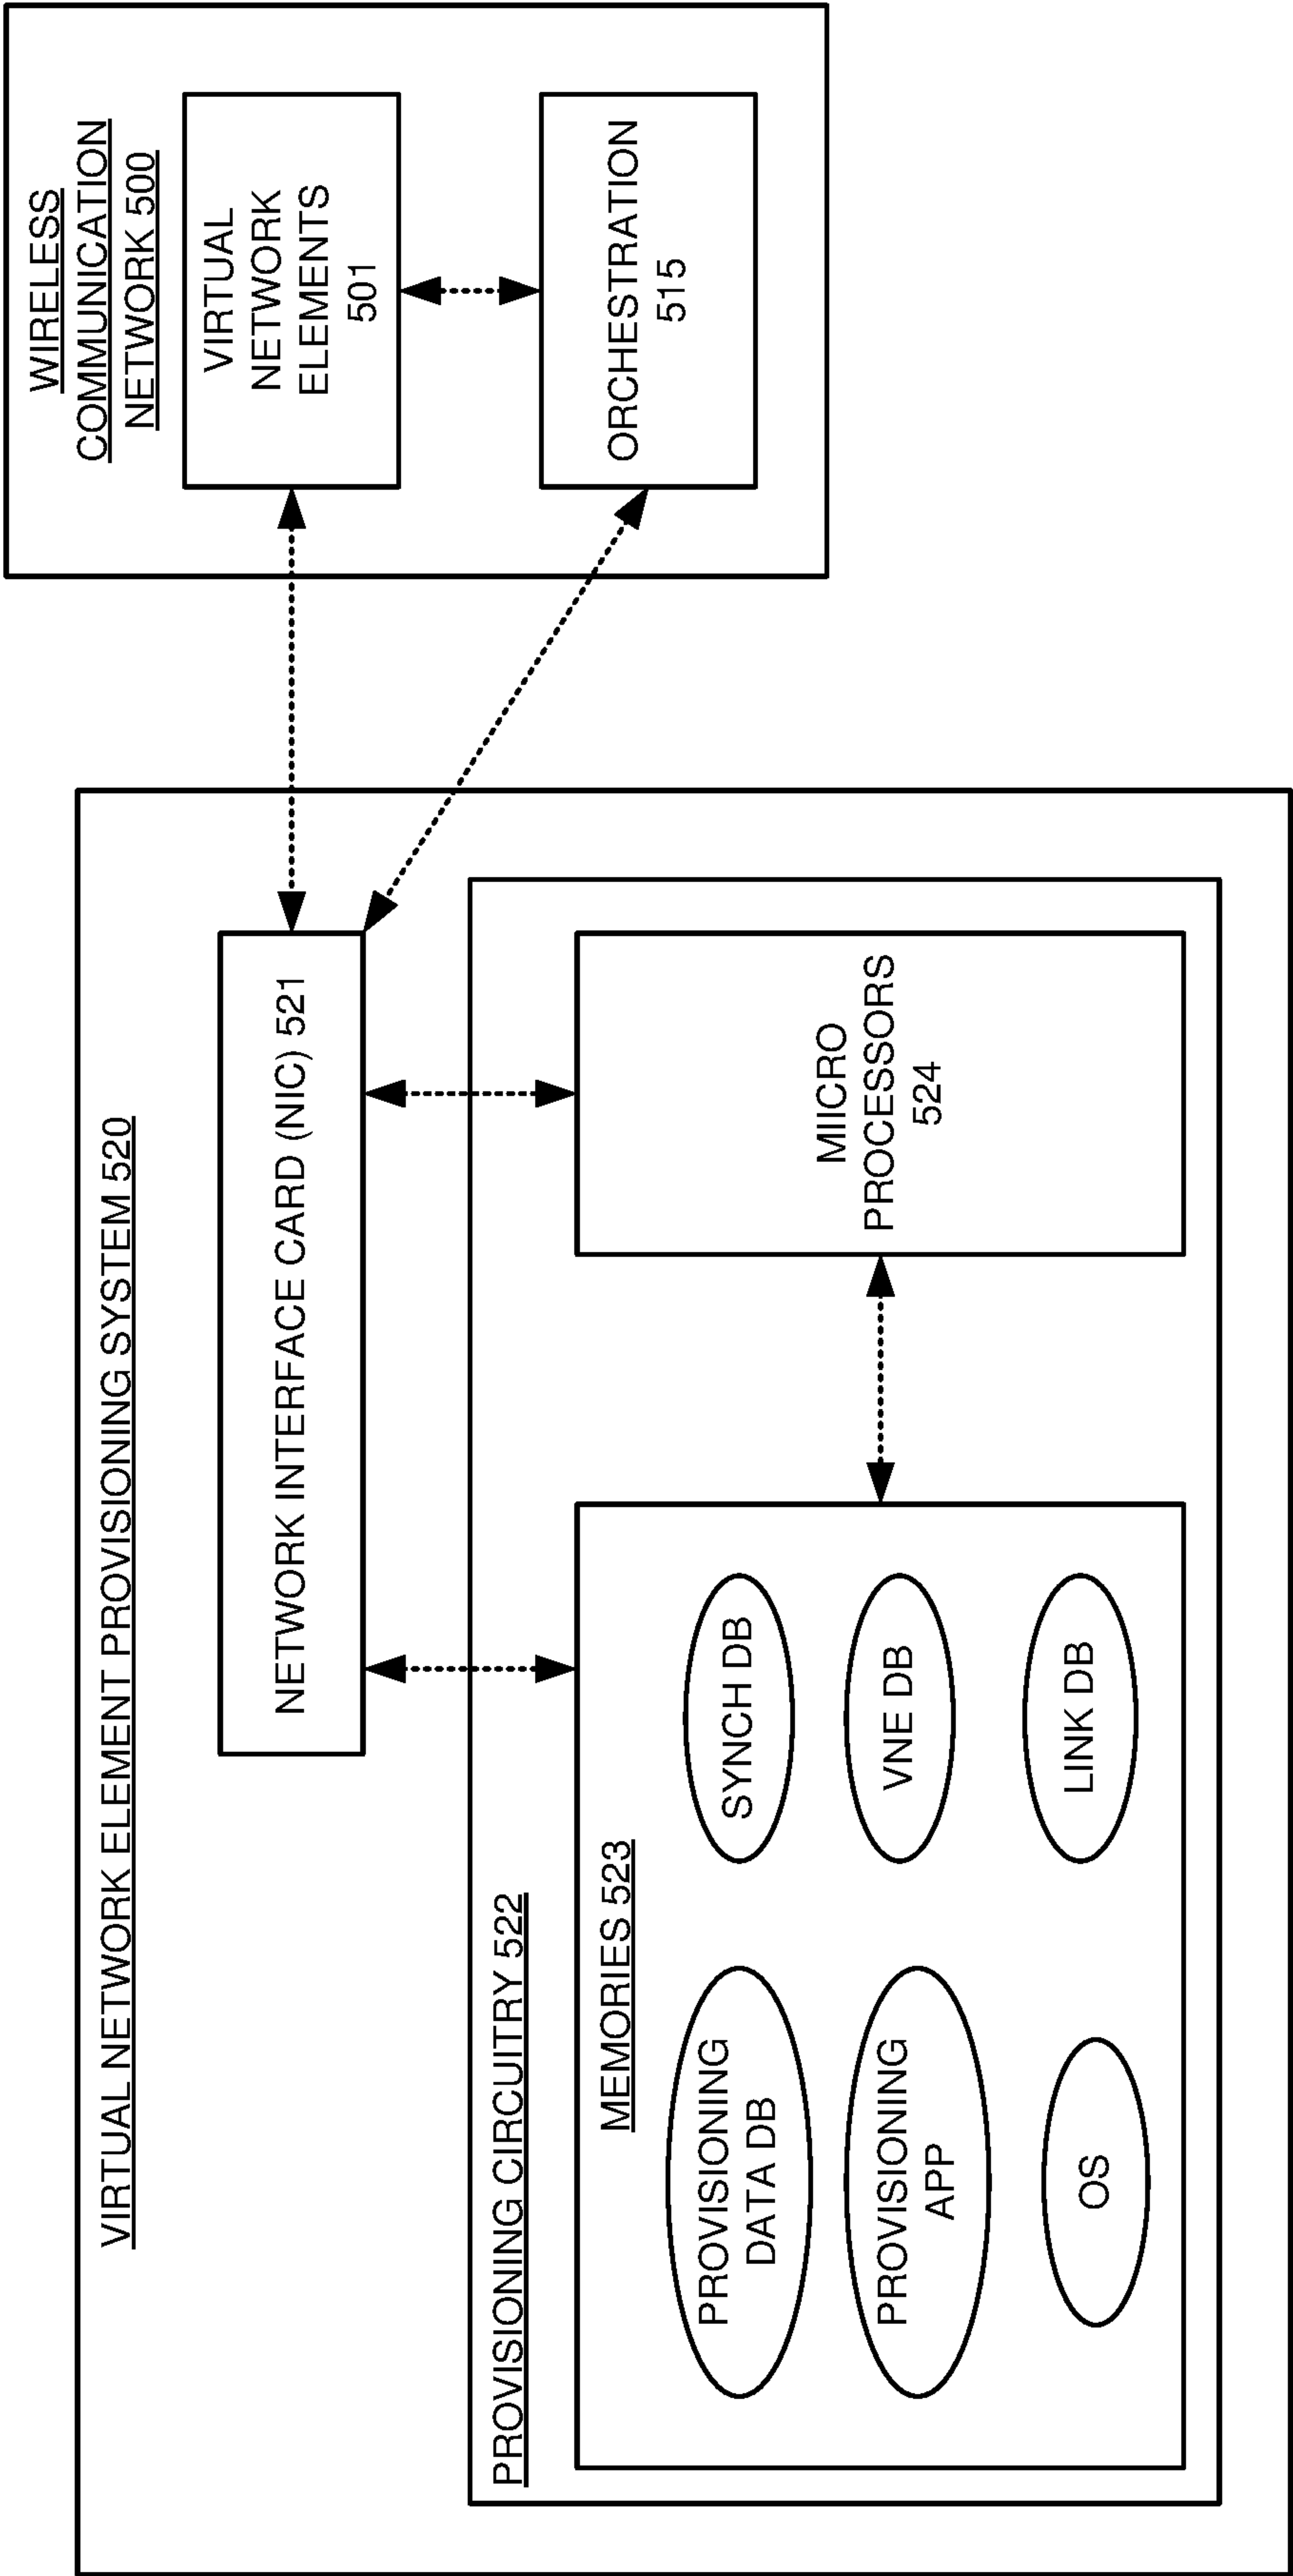 VIRTUAL NETWORK ELEMENT PROVISIONING SYSTEM 520
NETWORK INTERFACE CARD (NIC) 521
PROVISIONING CIRCUITRY 522
MEMORIES 523
PROVISIONING
DATA DB
PROVISIONING
APP
OS
SYNCH DB
VNE DB
LINK DB
MIICRO
PROCESSORS
524
WIRELESS
COMMUNICATION
NETWORK 500
VIRTUAL
NETWORK
ELEMENTS
501
ORCHESTRATION
515